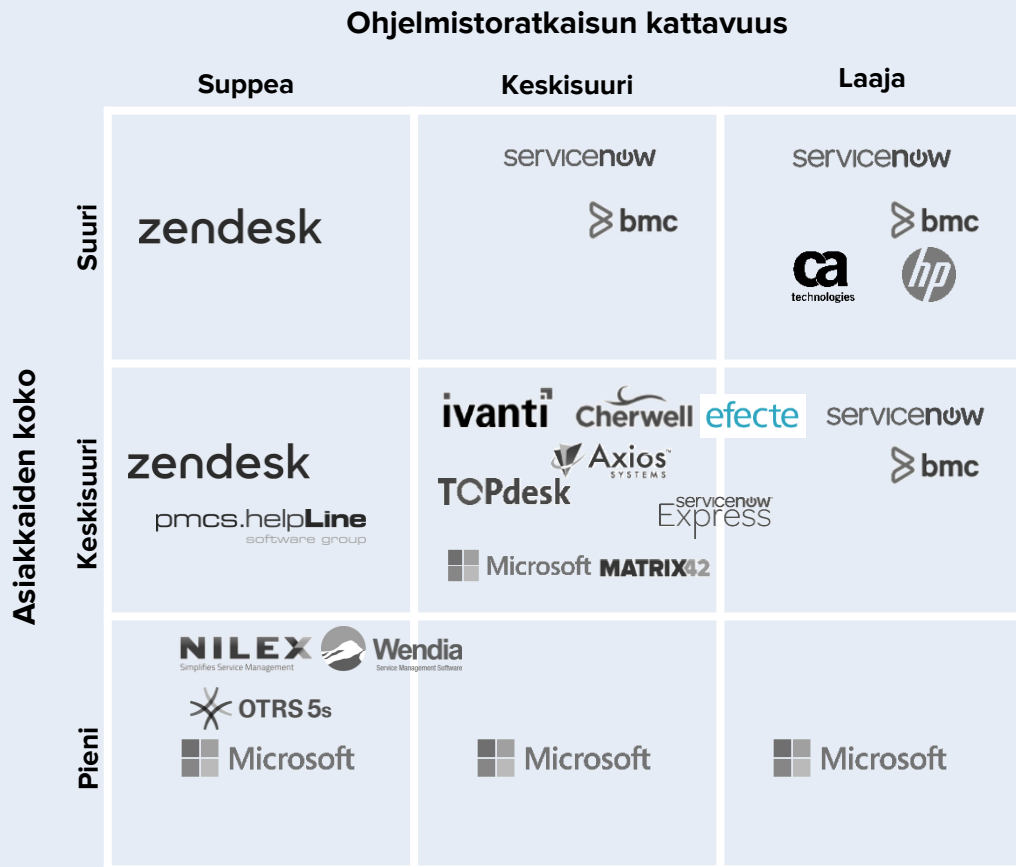 Ohjelmistoratkaisun kattavuus
Suppea
Keskisuuri
Laaja
Asiakkaiden koko
Suuri
zendesk
servicenow
bmc
servicenow
bmc
ca
technologies
hp
Keskisuuri
zendesk
pmcs.helpLine
software group
ivanti
Cherwell
efecte
Axios
SYSTEMS
TOPdesk
servicenow
Express
Microsoft
MATRIX42
servicenow
bmc
Pieni
NILEX
Simplifies Service Management
Wendia
Service Management Software
OTRS 5s
Microsoft
Microsoft
Microsoft